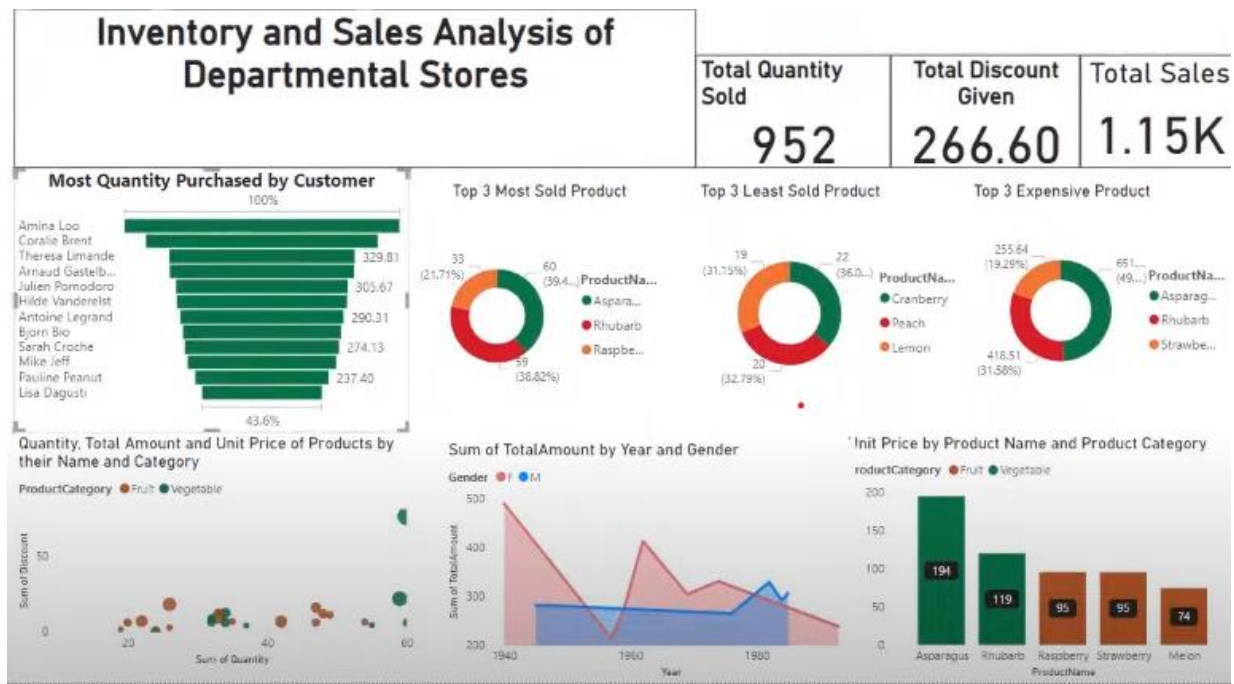 Inventory and Sales Analysis of
Departmental Stores
Total Quantity
Sold
952
Total Discount
Given
266.60
Total Sales
1.15K
Most Quantity Purchased by Customer
100%
Amina Loo
Coralie Brent
Theresa Limande
329.81
Arnaud Gastelb...
Julien Pomodoro
305.67
Hilde Vanderelst
Antoine Legrand
290.31
Bjorn Bio
Sarah Croche
274.13
Mike Jeff
Pauline Peanut
237.40
Lisa Dagusti
43.6%
Top 3 Most Sold Product
33
(21.71%)
60
(39.4...)
59
(38.82%)
ProductNa...
Aspara...
Rhubarb
Raspbe...
Top 3 Least Sold Product
19
(31.15%)
22
(36.0...)
20
(32.79%)
ProductNa...
Cranberry
Peach
Lemon
Top 3 Expensive Product
255.64
(19.29%)
651....
(49....)
418.51
(31.58%)
ProductNa...
Asparag...
Rhubarb
Strawbe...
Quantity, Total Amount and Unit Price of Products by
their Name and Category
ProductCategory Fruit Vegetable
Sum of Discount
50
0
20 40 60
Sum of Quantity
Sum of TotalAmount by Year and Gender
Gender F M
Sum of TotalAmount
500
400
300
200
1940 1960 1980
Year
Unit Price by Product Name and Product Category
roductCategory Fruit Vegetable
200
150
100
50
0
194
119
95
95
74
Asparagus Rhubarb Raspberry Strawberry Melon
ProductName